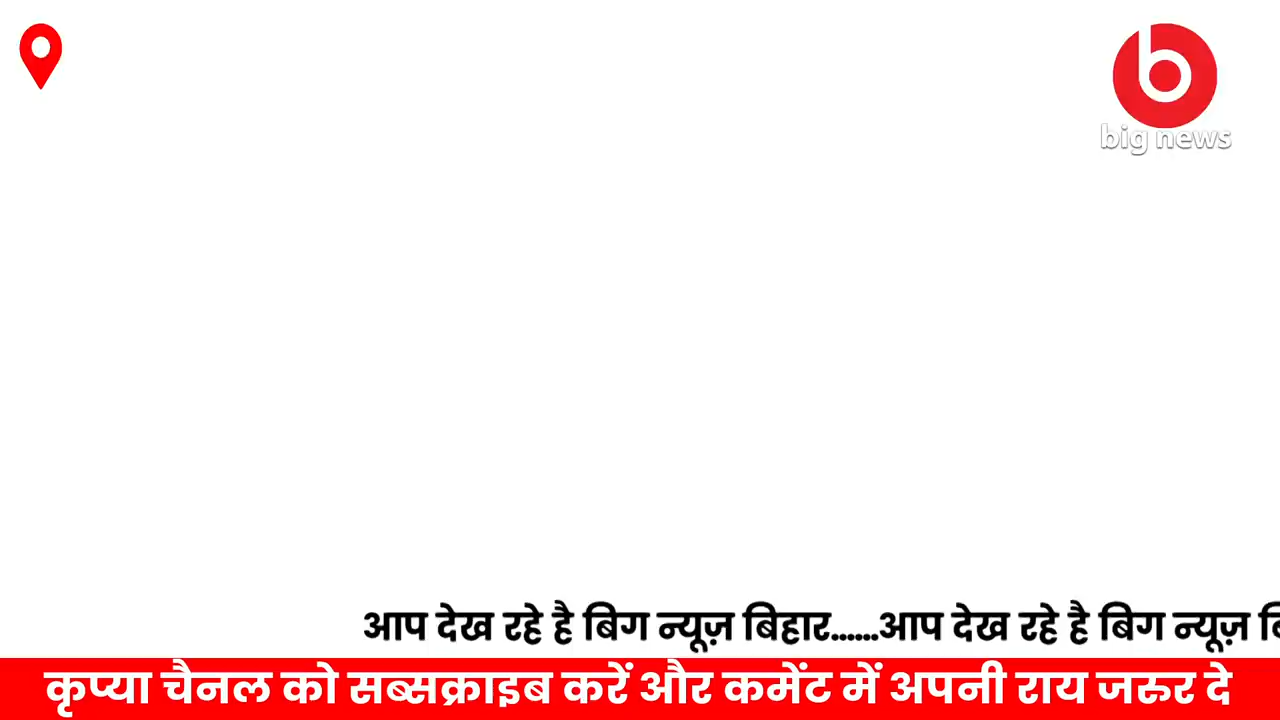 big news
आप देख रहे है बिग न्यूज़ बिहार......आप देख रहे है बिग न्यूज़
कृप्या चैनल को सब्सक्राइब करें और कमेंट में अपनी राय जरुर दे